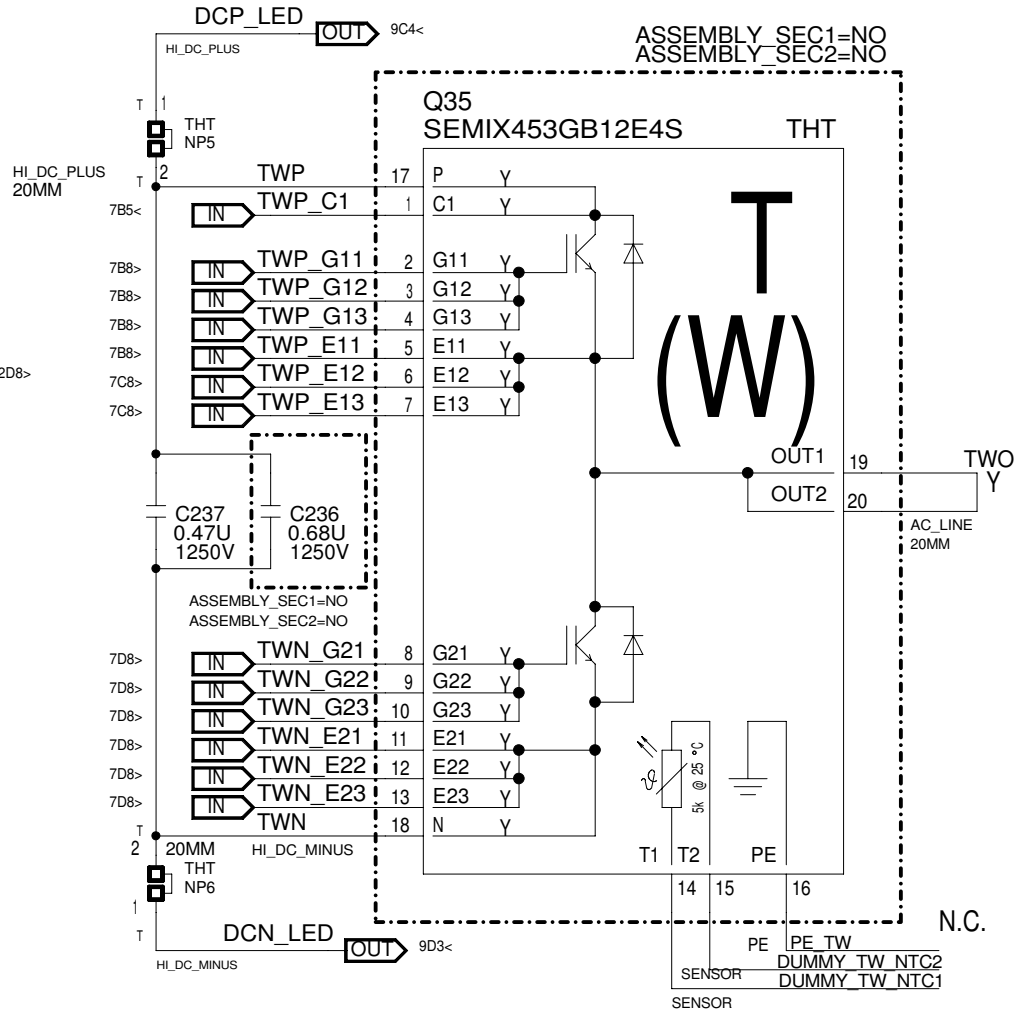 DCP_LED
OUT 9C4<
HI_DC_PLUS
ASSEMBLY_SEC1=NO
ASSEMBLY_SEC2=NO
Q35
SEMIX453GB12E4S THT
T 1
THT
NP5
HI_DC_PLUS
20MM
T 2
TWP 17 P Y
7B5< IN TWP_C1 1 C1 Y
7B8> IN TWP_G11 2 G11 Y
7B8> IN TWP_G12 3 G12 Y
7B8> IN TWP_G13 4 G13 Y
7B8> IN TWP_E11 5 E11 Y
7C8> IN TWP_E12 6 E12 Y
7C8> IN TWP_E13 7 E13 Y
2D8>
T
(W)
OUT1 19
OUT2 20
TWO
Y
AC_LINE
20MM
C237
0.47U
1250V
C236
0.68U
1250V
ASSEMBLY_SEC1=NO
ASSEMBLY_SEC2=NO
7D8> IN TWN_G21 8 G21 Y
7D8> IN TWN_G22 9 G22 Y
7D8> IN TWN_G23 10 G23 Y
7D8> IN TWN_E21 11 E21 Y
7D8> IN TWN_E22 12 E22 Y
7D8> IN TWN_E23 13 E23 Y
TWN 18 N Y
T
2 20MM HI_DC_MINUS
THT
NP6
1
T
DCN_LED
OUT 9D3<
HI_DC_MINUS
ϑ
5k @ 25 °C
T1 T2 PE
14 15 16
N.C.
PE PE_TW
DUMMY_TW_NTC2
SENSOR
DUMMY_TW_NTC1
SENSOR